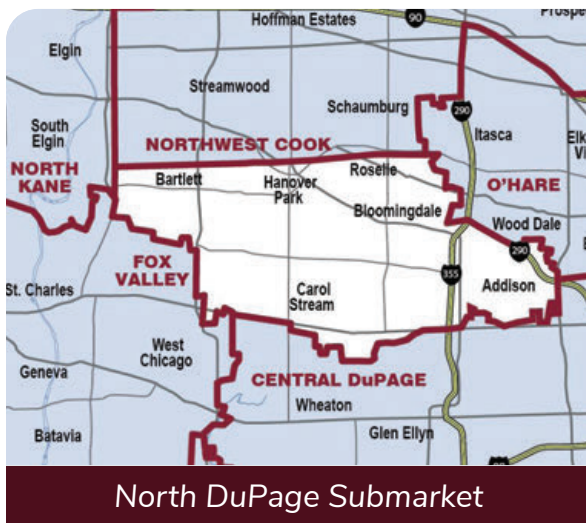 Hoffman Estates
90
Elgin
Streamwood
Schaumburg
290
South
Elgin
Itasca
NORTHWEST COOK
NORTH
KANE
Bartlett
Hanover
Park
Roselle
O'HARE
Bloomingdale
Wood Dale
FOX
VALLEY
290
355
Addison
St. Charles
Carol
Stream
West
Chicago
Geneva
CENTRAL DuPAGE
Wheaton
Batavia
Glen Ellyn
North DuPage Submarket